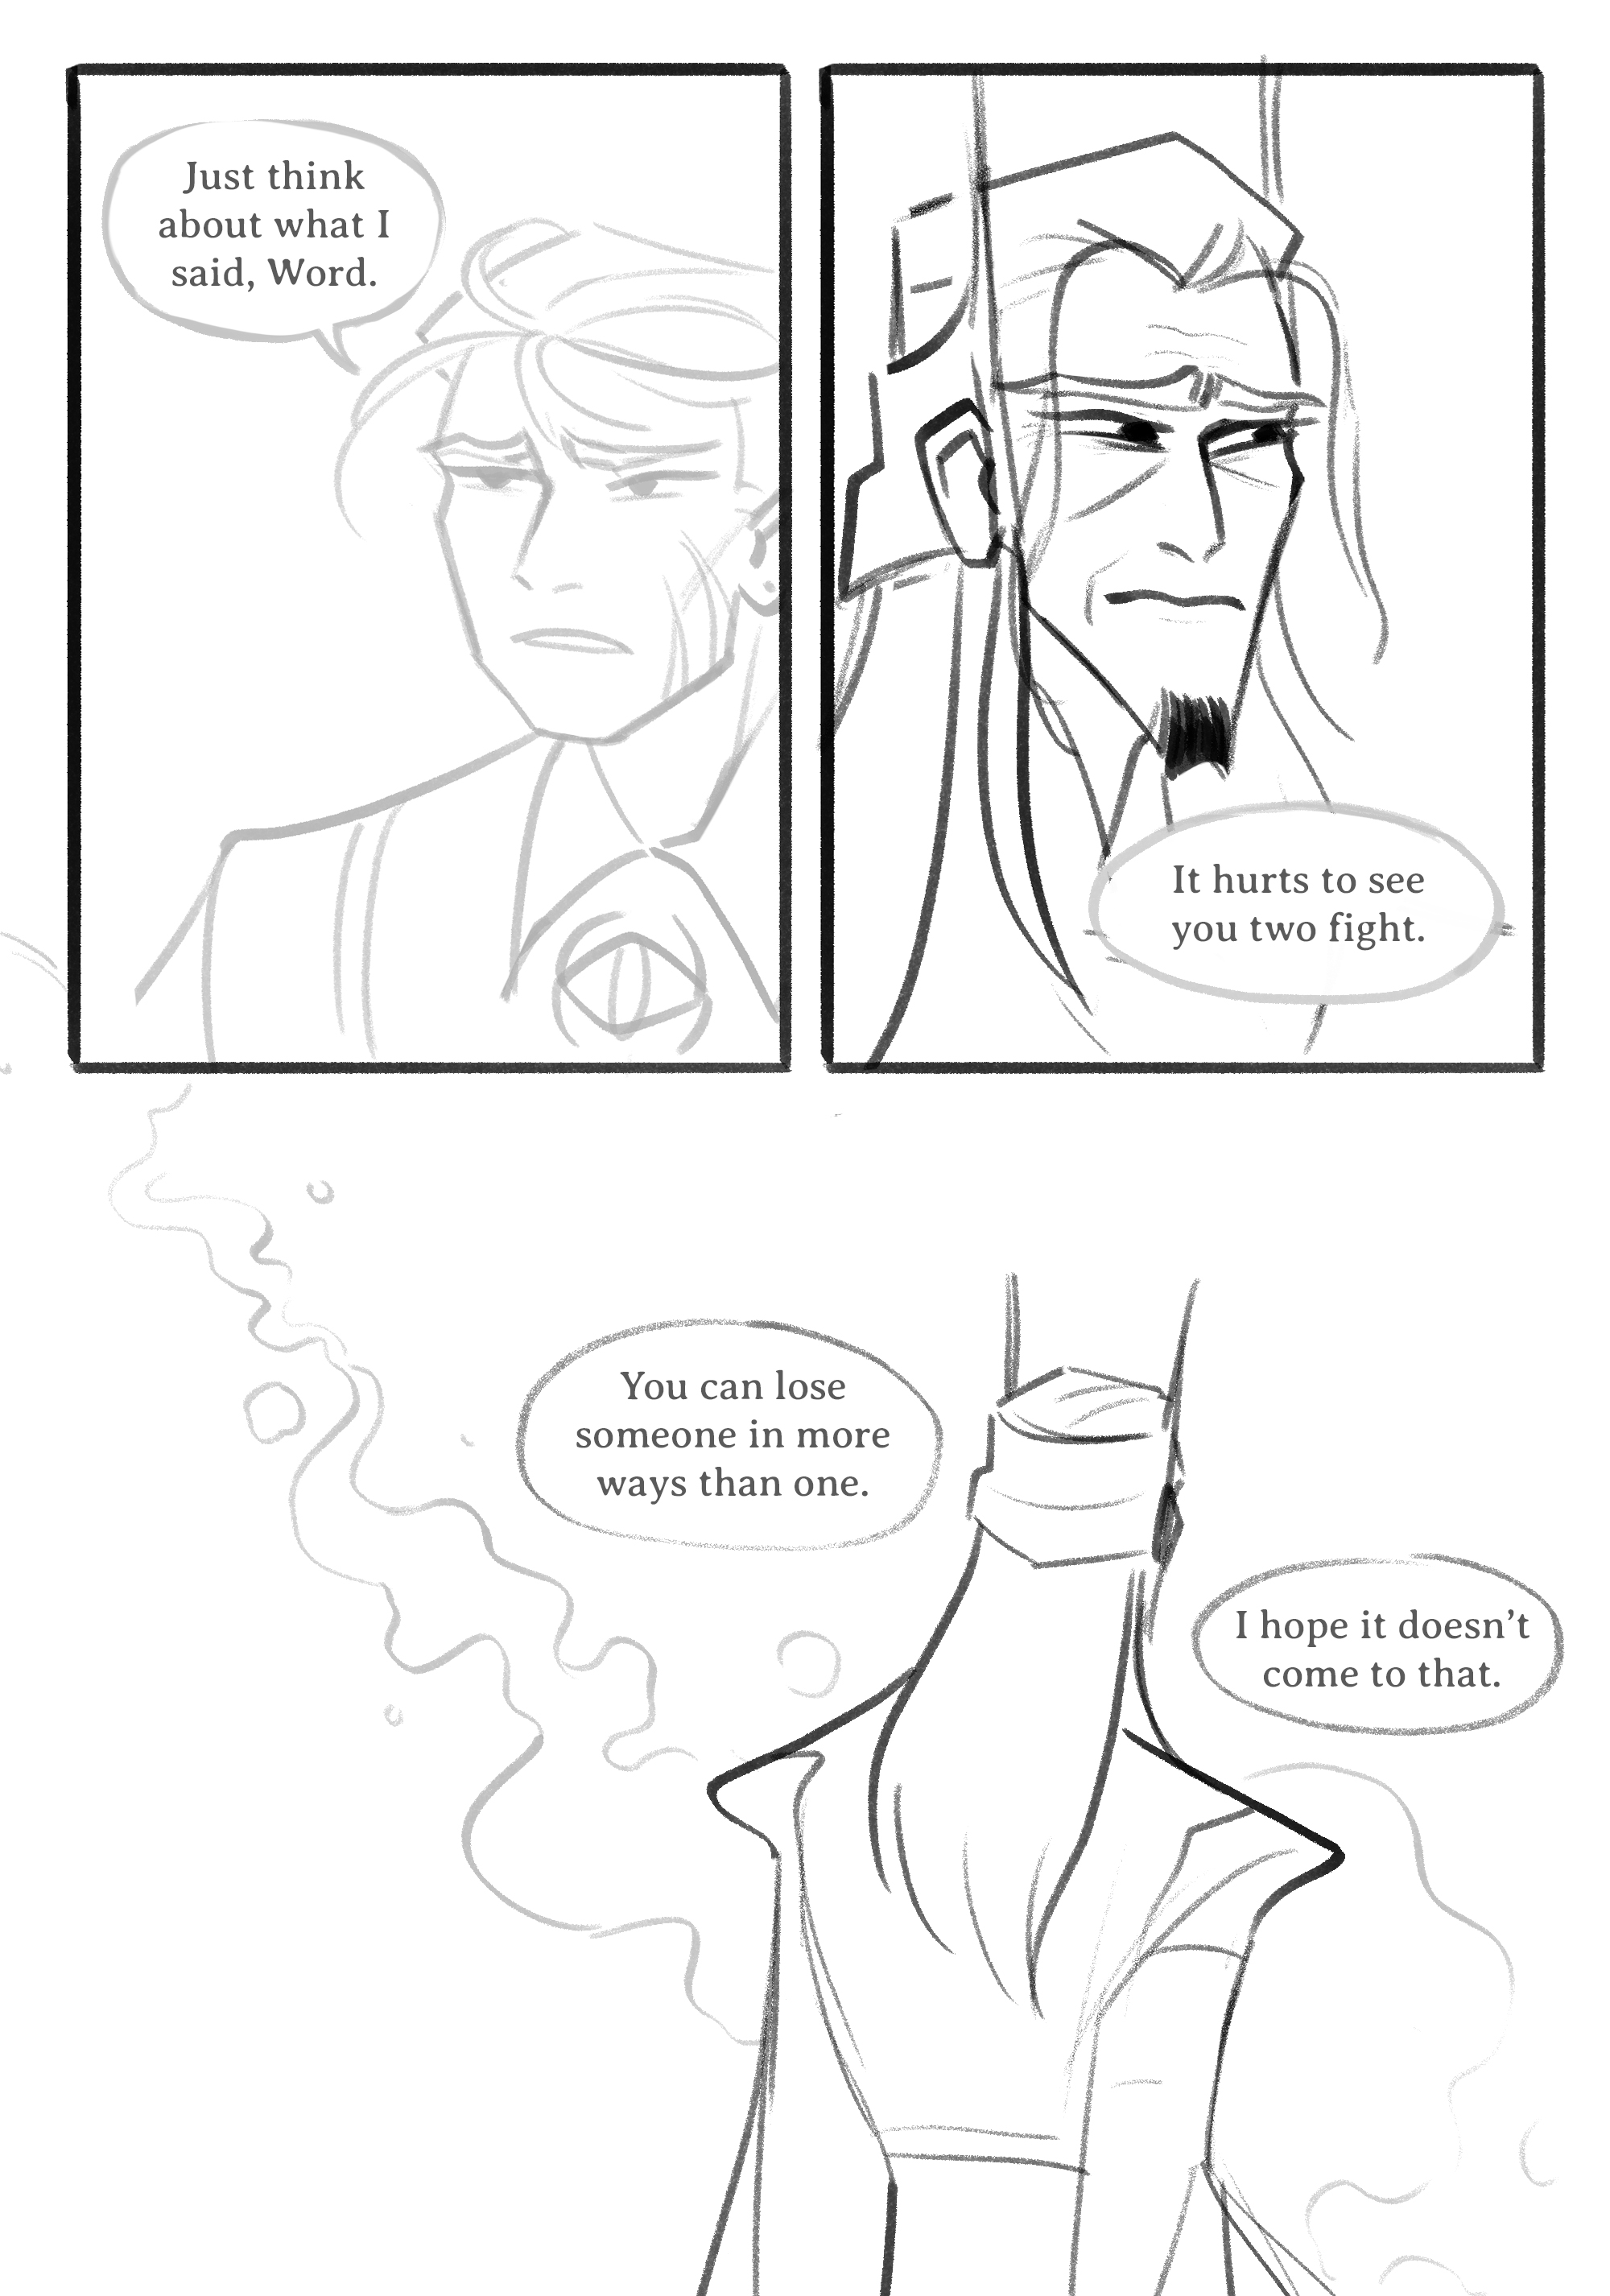 Just think
about what I
said, Word.
It hurts to see
you two fight.
You can lose
someone in more
ways than one.
I hope it doesn’t
come to that.